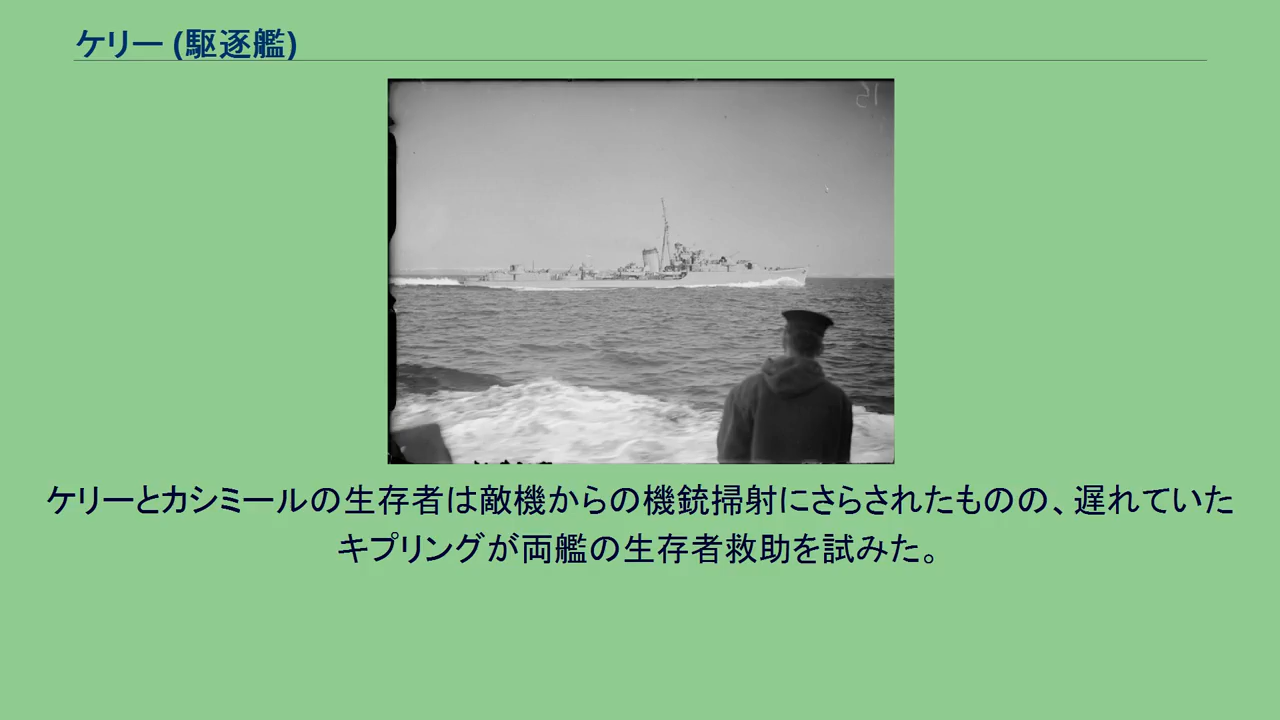 ケリー (駆逐艦)
ケリーとカシミールの生存者は敵機からの機銃掃射にさらされたものの、遅れていた
キプリングが両艦の生存者救助を試みた。